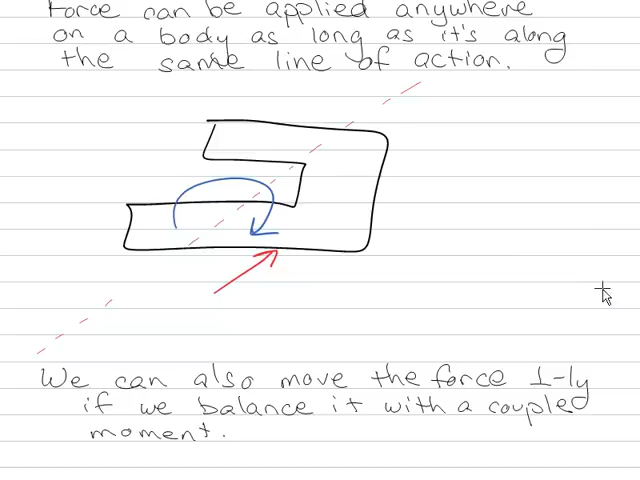 Force can be applied anywhere
on a body as long as it's along
the same line of action.
We can also move the force ⊥-ly
if we balance it with a coupled
moment.